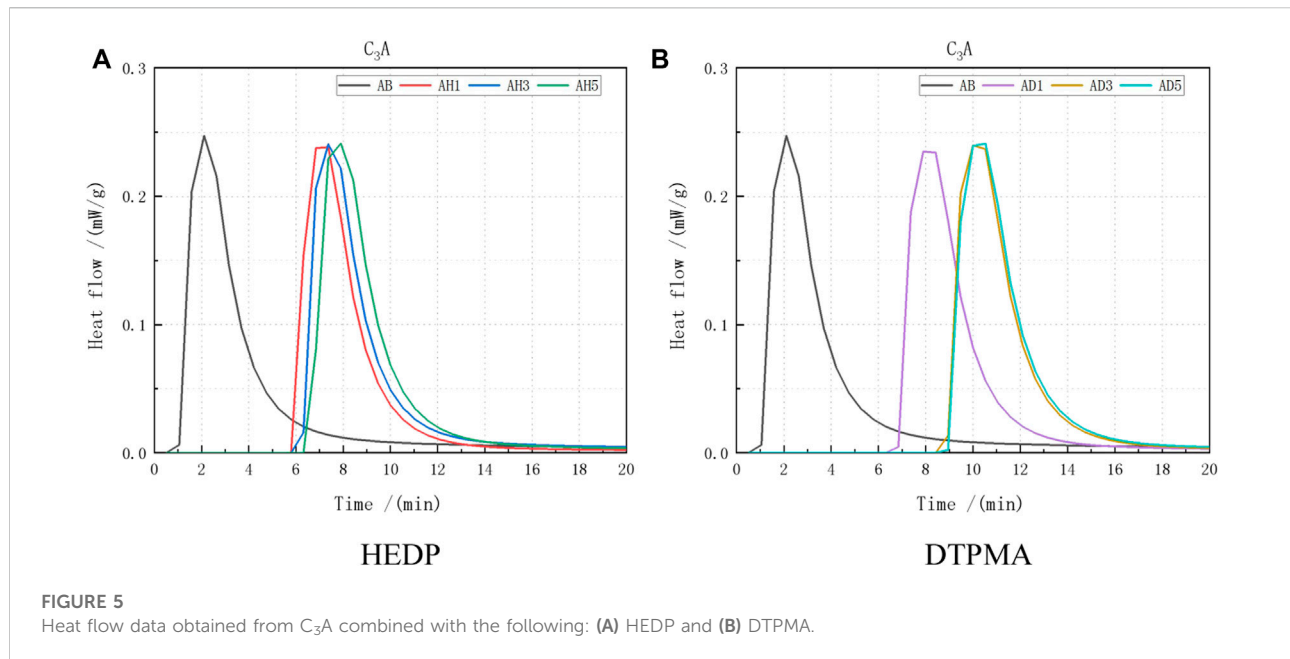 A
C₃A
0.3
0.2
0.1
0.0
Heat flow /(mW/g)
AB AH1 AH3 AH5
0 2 4 6 8 10 12 14 16 18 20
Time /(min)
HEDP
B
C₃A
0.3
0.2
0.1
0.0
Heat flow /(mW/g)
AB AD1 AD3 AD5
0 2 4 6 8 10 12 14 16 18 20
Time /(min)
DTPMA
FIGURE 5
Heat flow data obtained from C₃A combined with the following: (A) HEDP and (B) DTPMA.